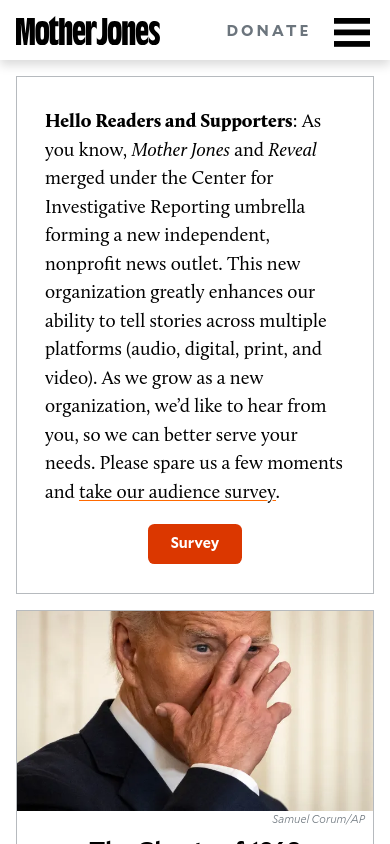 Mother Jones
DONATE
Hello Readers and Supporters: As
you know, Mother Jones and Reveal
merged under the Center for
Investigative Reporting umbrella
forming a new independent,
nonprofit news outlet. This new
organization greatly enhances our
ability to tell stories across multiple
platforms (audio, digital, print, and
video). As we grow as a new
organization, we’d like to hear from
you, so we can better serve your
needs. Please spare us a few moments
and take our audience survey.
Survey
Samuel Corum/AP